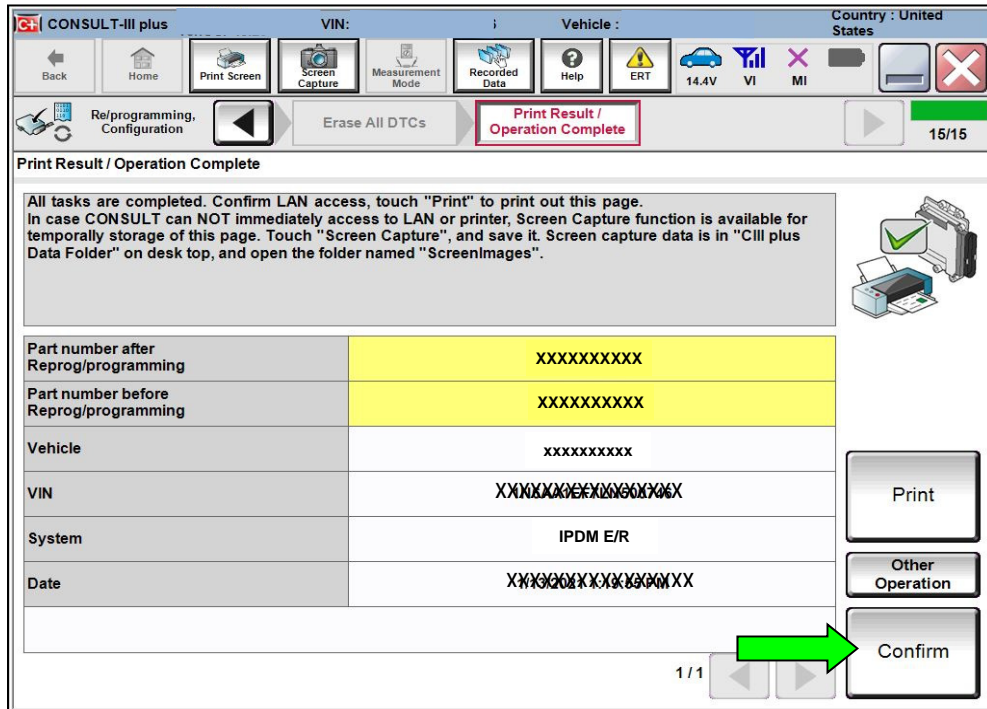 C+ CONSULT-III plus VIN: Vehicle : Country : United States
Back
Home
Print Screen
Screen Capture
Measurement Mode
Recorded Data
Help
ERT
14.4V
VI
MI
Re/programming, Configuration
Erase All DTCs
Print Result / Operation Complete
15/15
Print Result / Operation Complete
All tasks are completed. Confirm LAN access, touch "Print" to print out this page.
In case CONSULT can NOT immediately access to LAN or printer, Screen Capture function is available for
temporally storage of this page. Touch "Screen Capture", and save it. Screen capture data is in "CIII plus
Data Folder" on desk top, and open the folder named "ScreenImages".
Part number after
Reprog/programming
XXXXXXXXXX
Part number before
Reprog/programming
XXXXXXXXXX
Vehicle
xxxxxxxxxx
VIN
System
IPDM E/R
Date
Print
Other
Operation
Confirm
1/1